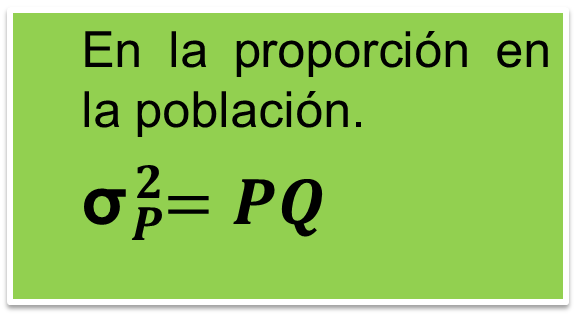 En la proporción en
la población.
σ²_P= PQ